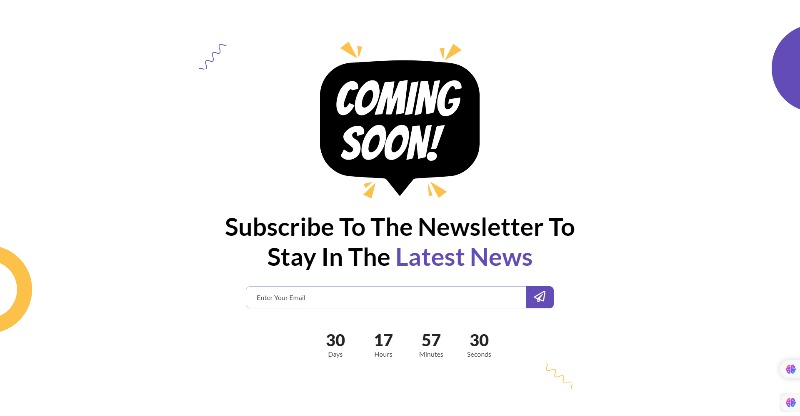 COMING
SOON!
Subscribe To The Newsletter To
Stay In The Latest News
Enter Your Email
30 17 57 30
Days Hours Minutes Seconds